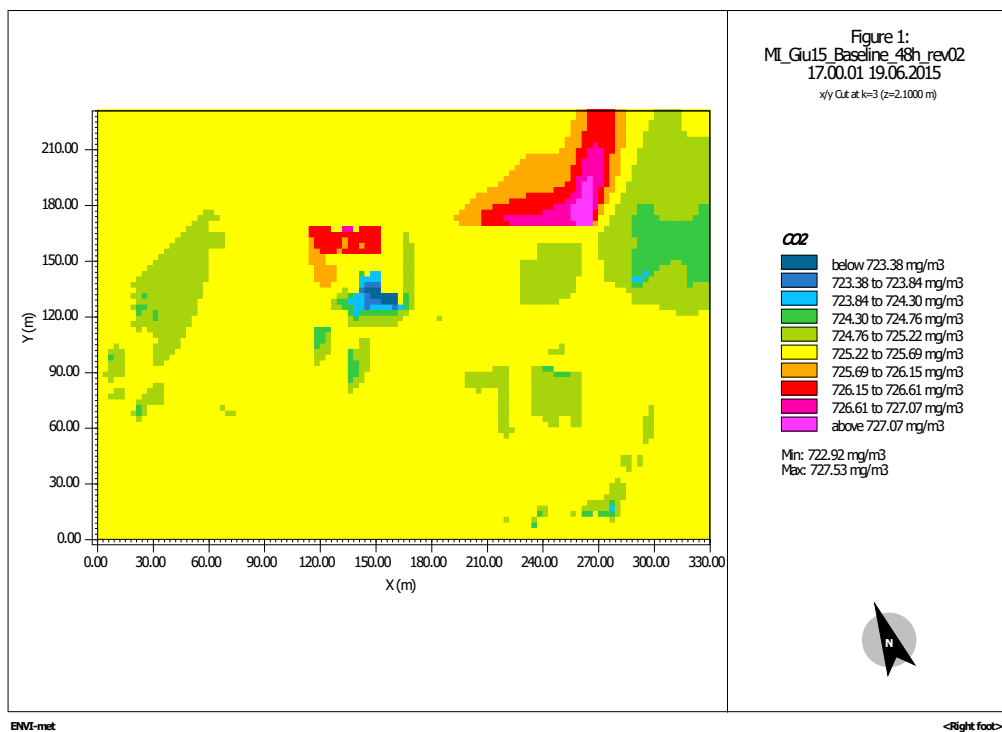 Figure 1:
MI_Giu15_Baseline_48h_rev02
17.00.01 19.06.2015
x/y Cut at k=3 (z=2.1000 m)
210.00
180.00
150.00
120.00
90.00
60.00
30.00
0.00
Y (m)
0.00 30.00 60.00 90.00 120.00 150.00 180.00 210.00 240.00 270.00 300.00 330.00
X (m)
CO2
below 723.38 mg/m3
723.38 to 723.84 mg/m3
723.84 to 724.30 mg/m3
724.30 to 724.76 mg/m3
724.76 to 725.22 mg/m3
725.22 to 725.69 mg/m3
725.69 to 726.15 mg/m3
726.15 to 726.61 mg/m3
726.61 to 727.07 mg/m3
above 727.07 mg/m3
Min: 722.92 mg/m3
Max: 727.53 mg/m3
N
ENVI-met
<Right foot>